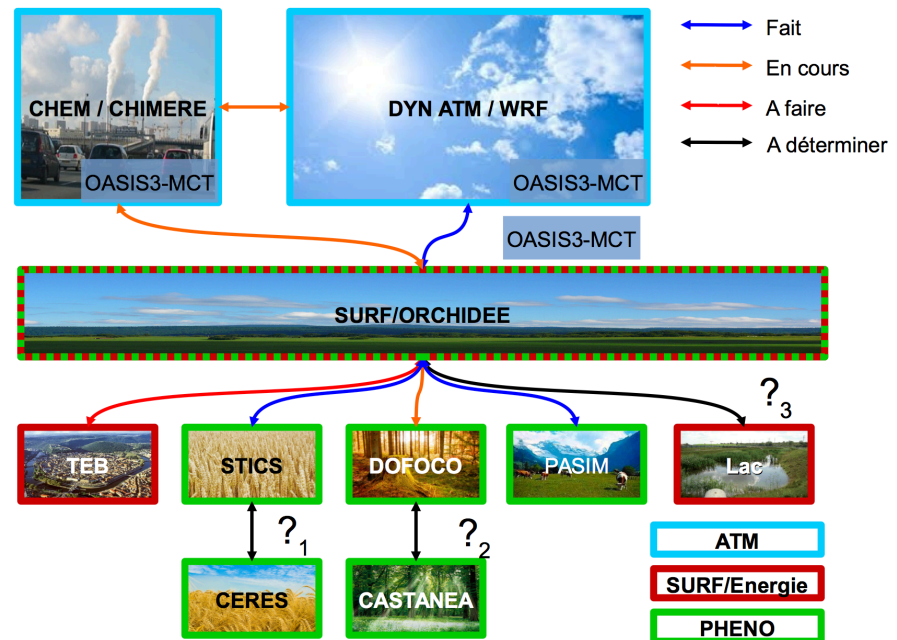 CHEM / CHIMERE
OASIS3-MCT
DYN ATM / WRF
OASIS3-MCT
Fait
En cours
A faire
A déterminer
OASIS3-MCT
SURF/ORCHIDEE
?3
TEB
STICS
DOFOCO
PASIM
Lac
?1
?2
CERES
CASTANEA
ATM
SURF/Energie
PHENO